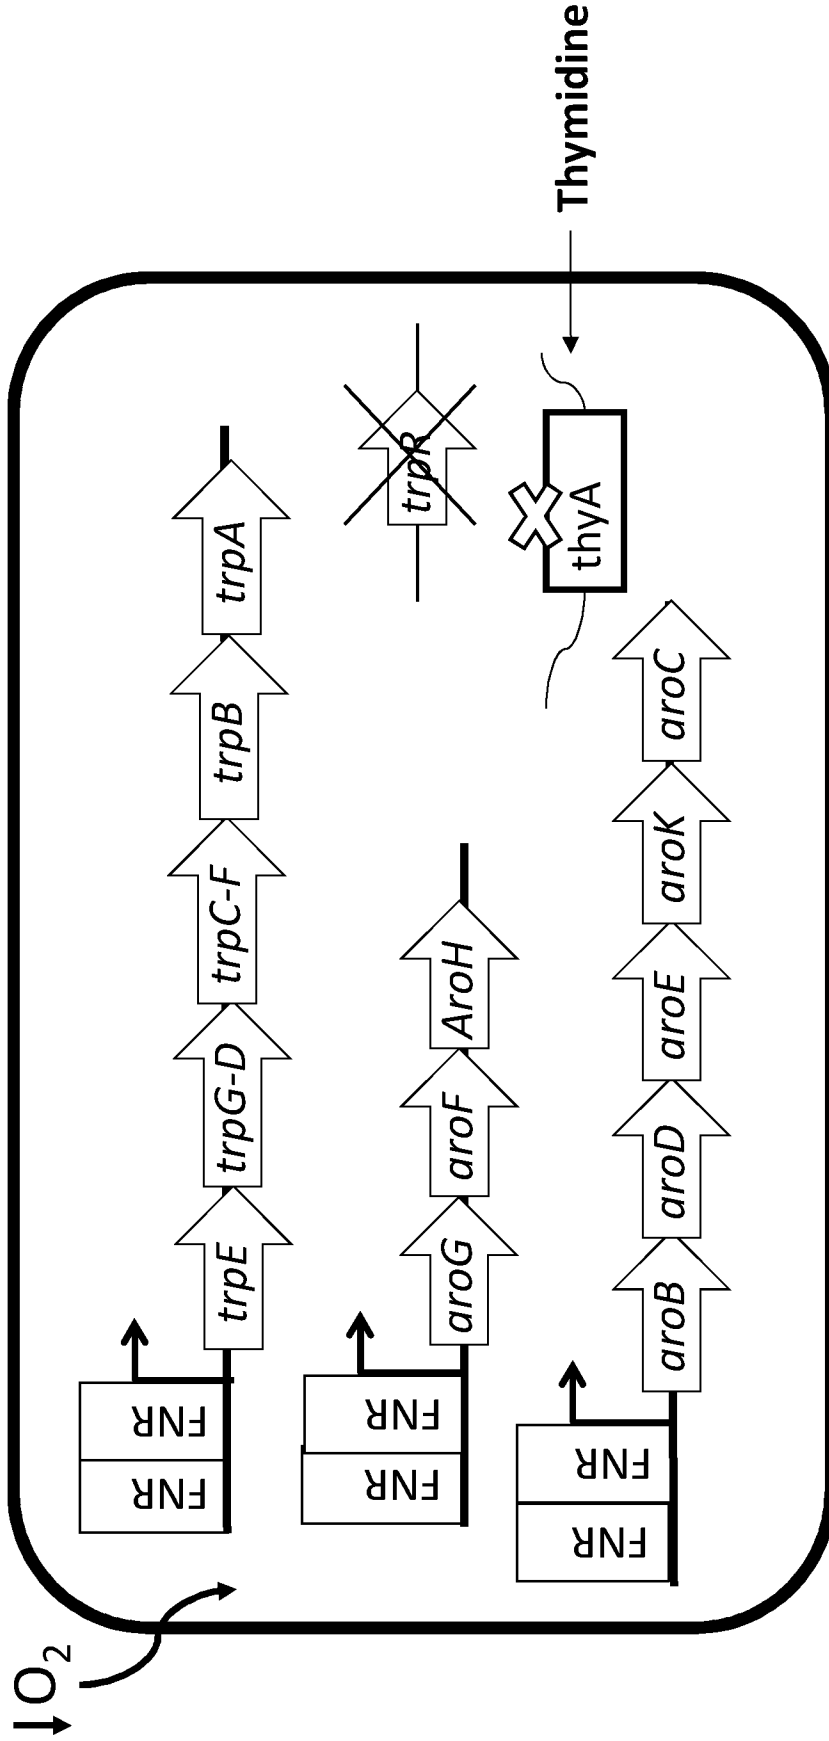 O2
FNR FNR
trpE trpG-D trpC-F trpB trpA
FNR FNR
aroG aroF AroH
trpR
thyA
Thymidine
FNR FNR
aroB aroD aroE aroK aroC